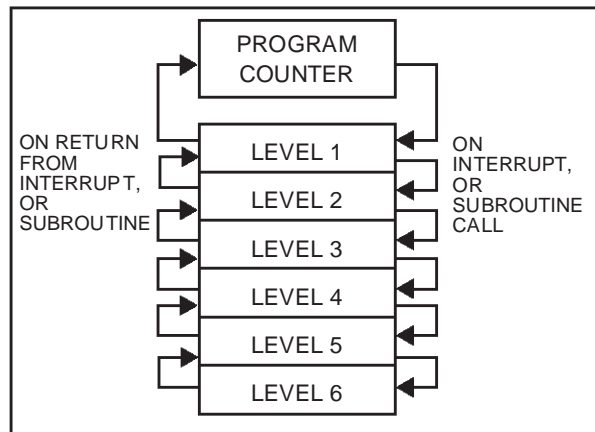 PROGRAM
COUNTER
ON RETURN
FROM
INTERRUPT,
OR
SUBROUTINE
LEVEL 1
LEVEL 2
LEVEL 3
LEVEL 4
LEVEL 5
LEVEL 6
ON
INTERRUPT,
OR
SUBROUTINE
CALL